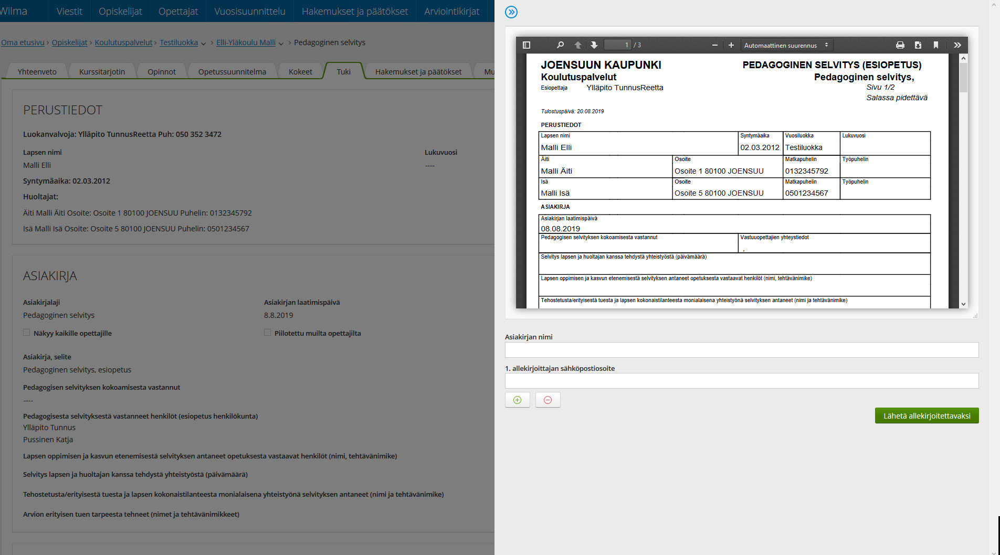 Wilma Viestit Opiskelijat Opettajat Vuosisuunnittelu Hakemukset ja päätökset Arviointikirjat
Oma etusivu › Opiskelijat › Koulutuspalvelut › Testiluokka › Elli-Yläkoulu Malli › Pedagoginen selvitys
Yhteenveto Kurssitarjotin Opinnot Opetussuunnitelma Kokeet Tuki Hakemukset ja päätökset Mu
PERUSTIEDOT
Luokanvalvoja: Ylläpito TunnusReetta Puh: 050 352 3472
Lapsen nimi Lukuvuosi
Malli Elli ----
Syntymäaika: 02.03.2012
Huoltajat:
Äiti Malli Äiti Osoite: Osoite 1 80100 JOENSUU Puhelin: 0132345792
Isä Malli Isä Osoite: Osoite 5 80100 JOENSUU Puhelin: 0501234567
ASIAKIRJA
Asiakirjalaji Asiakirjan laatimispäivä
Pedagoginen selvitys 8.8.2019
Näkyy kaikille opettajille Piilotettu muilta opettajilta
Asiakirja, selite
Pedagoginen selvitys, esiopetus
Pedagogisen selvityksen kokoamisesta vastannut
----
Pedagogisesta selvityksestä vastanneet henkilöt (esiopetus henkilökunta)
Ylläpito Tunnus
Pussinen Katja
Lapsen oppimisen ja kasvun etenemisestä selvityksen antaneet opetuksesta vastaavat henkilöt (nimi, tehtävänimike)
Selvitys lapsen ja huoltajan kanssa tehdystä yhteistyöstä (päivämäärä)
Tehostetusta/erityisestä tuesta ja lapsen kokonaistilanteesta monialaisena yhteistyönä selvityksen antaneet (nimi ja tehtävänimike)
Arvion erityisen tuen tarpeesta tehneet (nimet ja tehtävänimikkeet)
1 / 3 Automaattinen suurennus
JOENSUUN KAUPUNKI PEDAGOGINEN SELVITYS (ESIOPETUS)
Koulutuspalvelut Pedagoginen selvitys,
Esiopettaja Ylläpito TunnusReetta Sivu 1/2
Salassa pidettävä
Tulostuspäivä: 20.08.2019
PERUSTIEDOT
Lapsen nimi Syntymäaika Vuosiluokka Lukuvuosi
Malli Elli 02.03.2012 Testiluokka
Äiti Osoite Matkapuhelin Työpuhelin
Malli Äiti Osoite 1 80100 JOENSUU 0132345792
Isä Osoite Matkapuhelin Työpuhelin
Malli Isä Osoite 5 80100 JOENSUU 0501234567
ASIAKIRJA
Asiakirjan laatimispäivä
08.08.2019
Pedagogisen selvityksen kokoamisesta vastannut Vastuuopettajien yhteystiedot
,
Selvitys lapsen ja huoltajan kanssa tehdystä yhteistyöstä (päivämäärä)
Lapsen oppimisen ja kasvun etenemisestä selvityksen antaneet opetuksesta vastaavat henkilöt (nimi, tehtävänimike)
Tehostetusta/erityisestä tuesta ja lapsen kokonaistilanteesta monialaisena yhteistyönä selvityksen antaneet (nimi ja tehtävänimike)
Asiakirjan nimi
1. allekirjoittajan sähköpostiosoite
Lähetä allekirjoitettavaksi